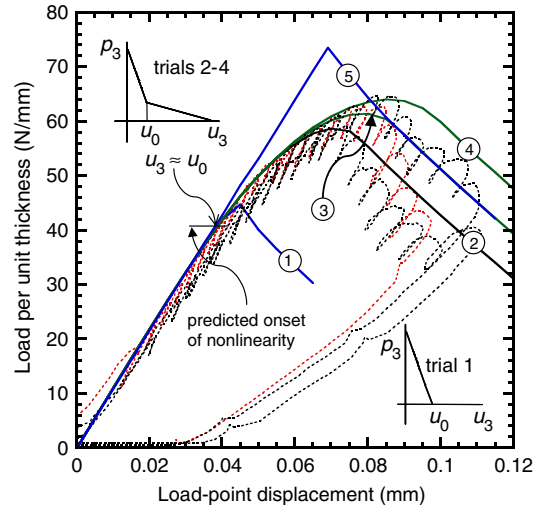 80
70
60
50
40
30
20
10
0
0
0.02
0.04
0.06
0.08
0.10
0.12
Load per unit thickness (N/mm)
Load-point displacement (mm)
p3
trials 2-4
u0
u3
u3 ≈ u0
5
4
3
2
1
predicted onset
of nonlinearity
p3
trial 1
u0
u3